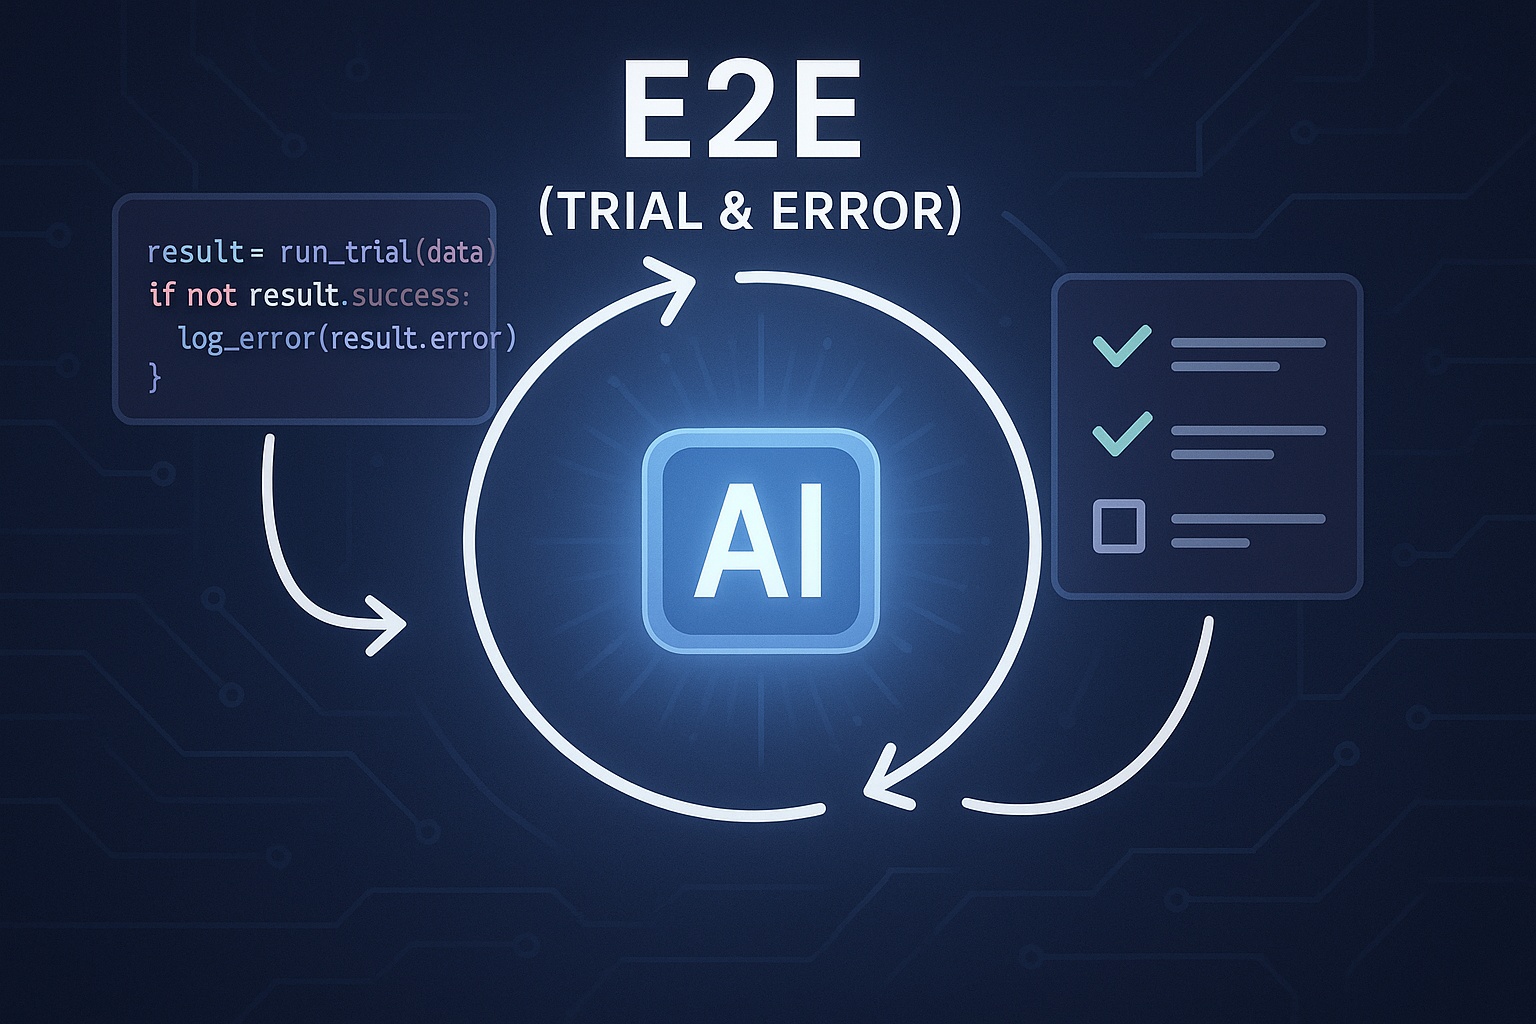 E2E
(TRIAL & ERROR)
result= run_trial(data)
if not result.success:
  log_error(result.error)
}
AI